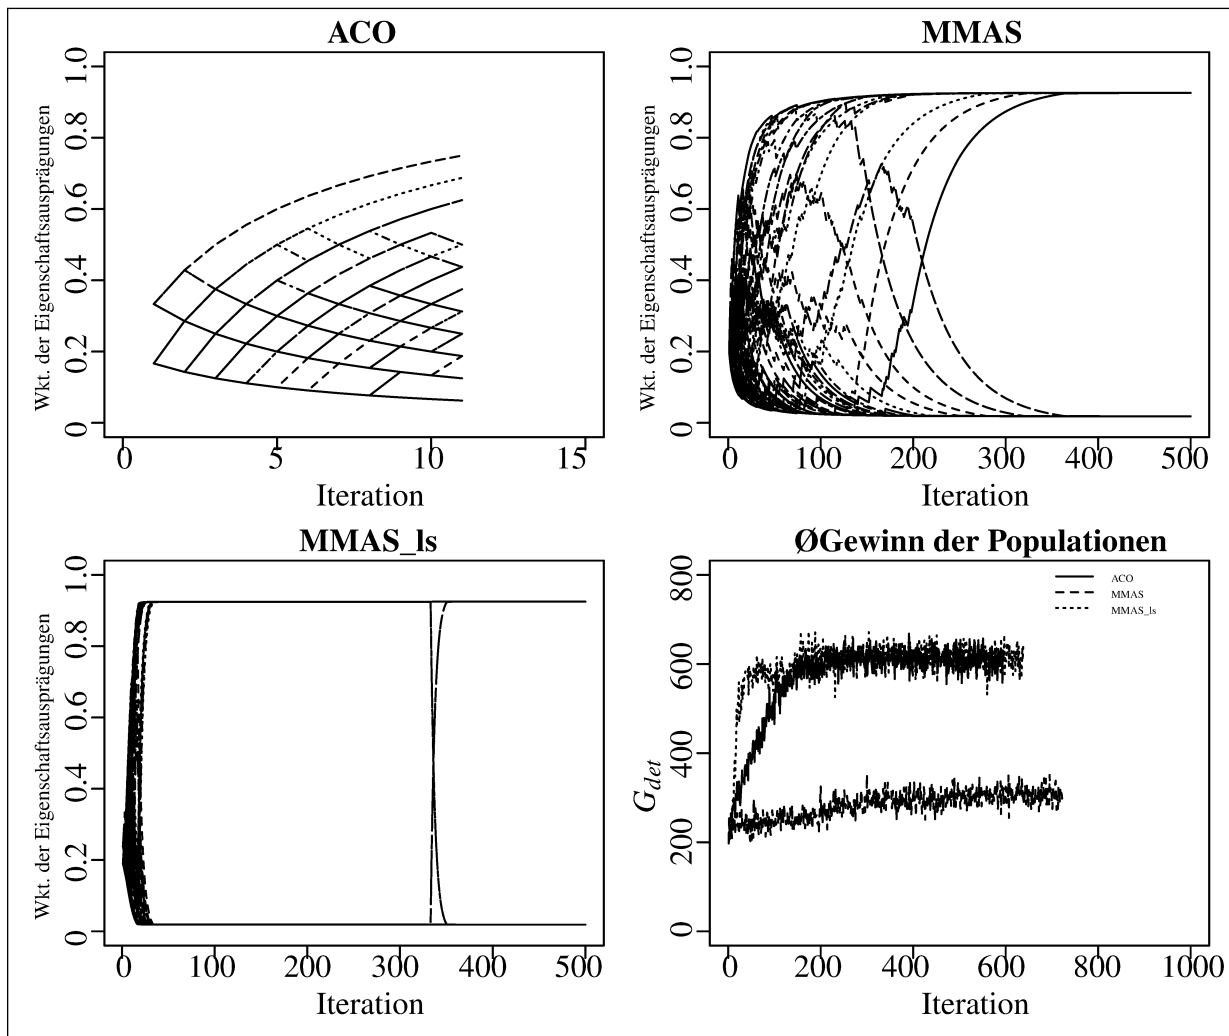 ACO
Wkt. der Eigenschaftsausprägungen
0 0.2 0.4 0.6 0.8 1.0
0 5 10 15
Iteration
MMAS
Wkt. der Eigenschaftsausprägungen
0 0.2 0.4 0.6 0.8 1.0
0 100 200 300 400 500
Iteration
MMAS_ls
Wkt. der Eigenschaftsausprägungen
0 0.2 0.4 0.6 0.8 1.0
0 100 200 300 400 500
Iteration
ØGewinn der Populationen
G_det
0 200 400 600 800
ACO
MMAS
MMAS_ls
0 200 400 600 800 1000
Iteration